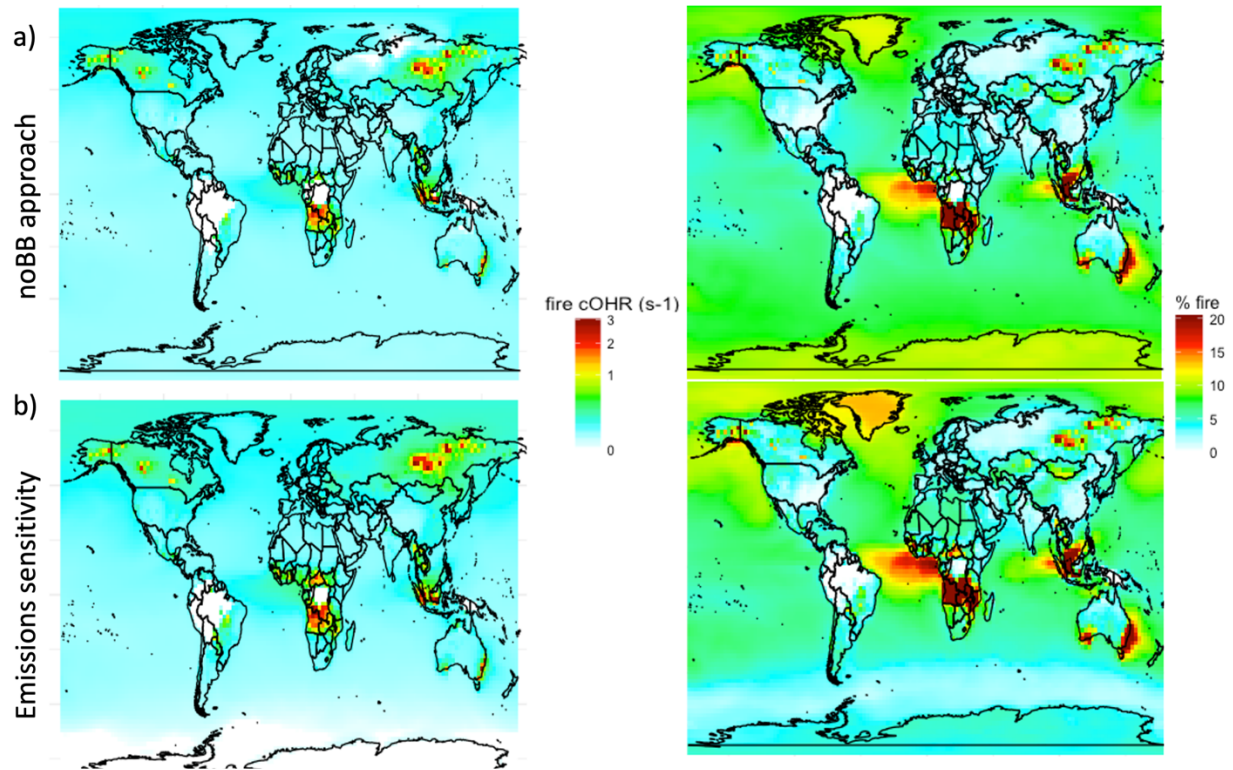 a)
noBB approach
fire cOHR (s-1)
3
2
1
0
% fire
20
15
10
5
0
b)
Emissions sensitivity